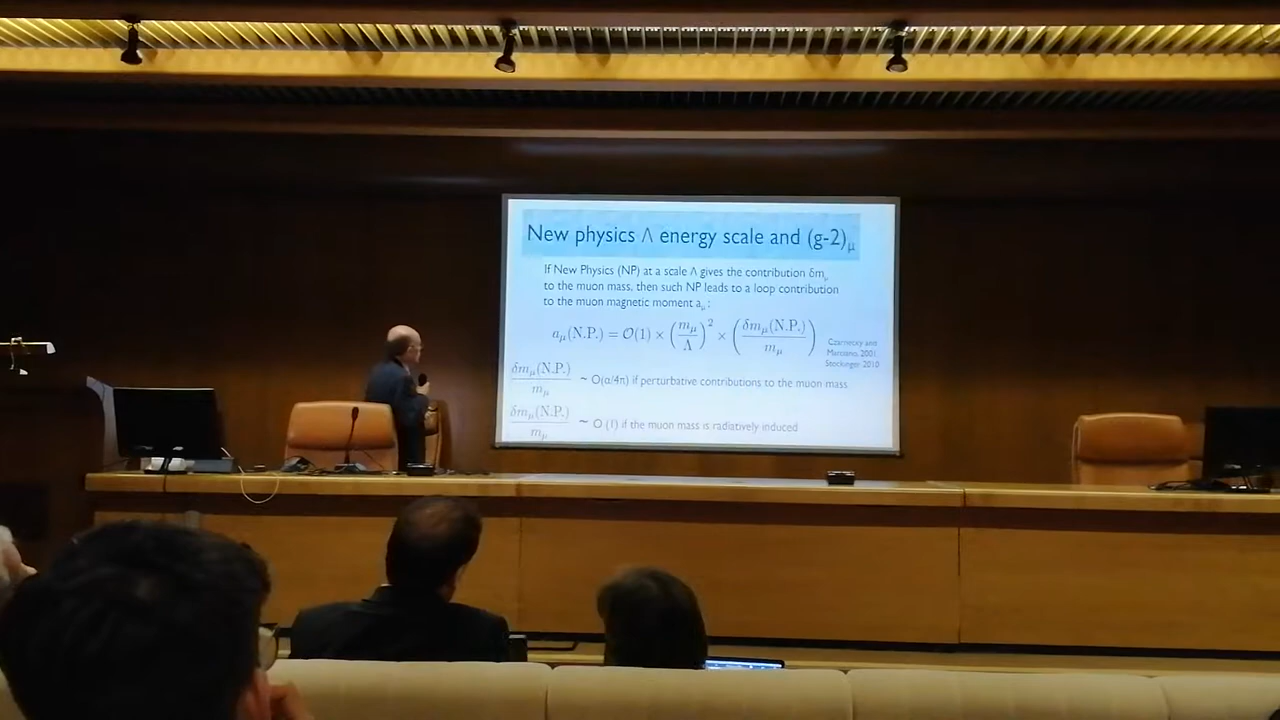 New physics Λ energy scale and (g-2)μ
If New Physics (NP) at a scale Λ gives the contribution δmμ
to the muon mass, then such NP leads to a loop contribution
to the muon magnetic moment aμ:
aμ(N.P.) = O(1) × (mμ/Λ)² × (δmμ(N.P.)/mμ)
Czarnecky and
Marciano, 2001
Stockinger 2010
δmμ(N.P.)/mμ ~ O(α/4π) if perturbative contributions to the muon mass
δmμ(N.P.)/mμ ~ O (1) if the muon mass is radiatively induced